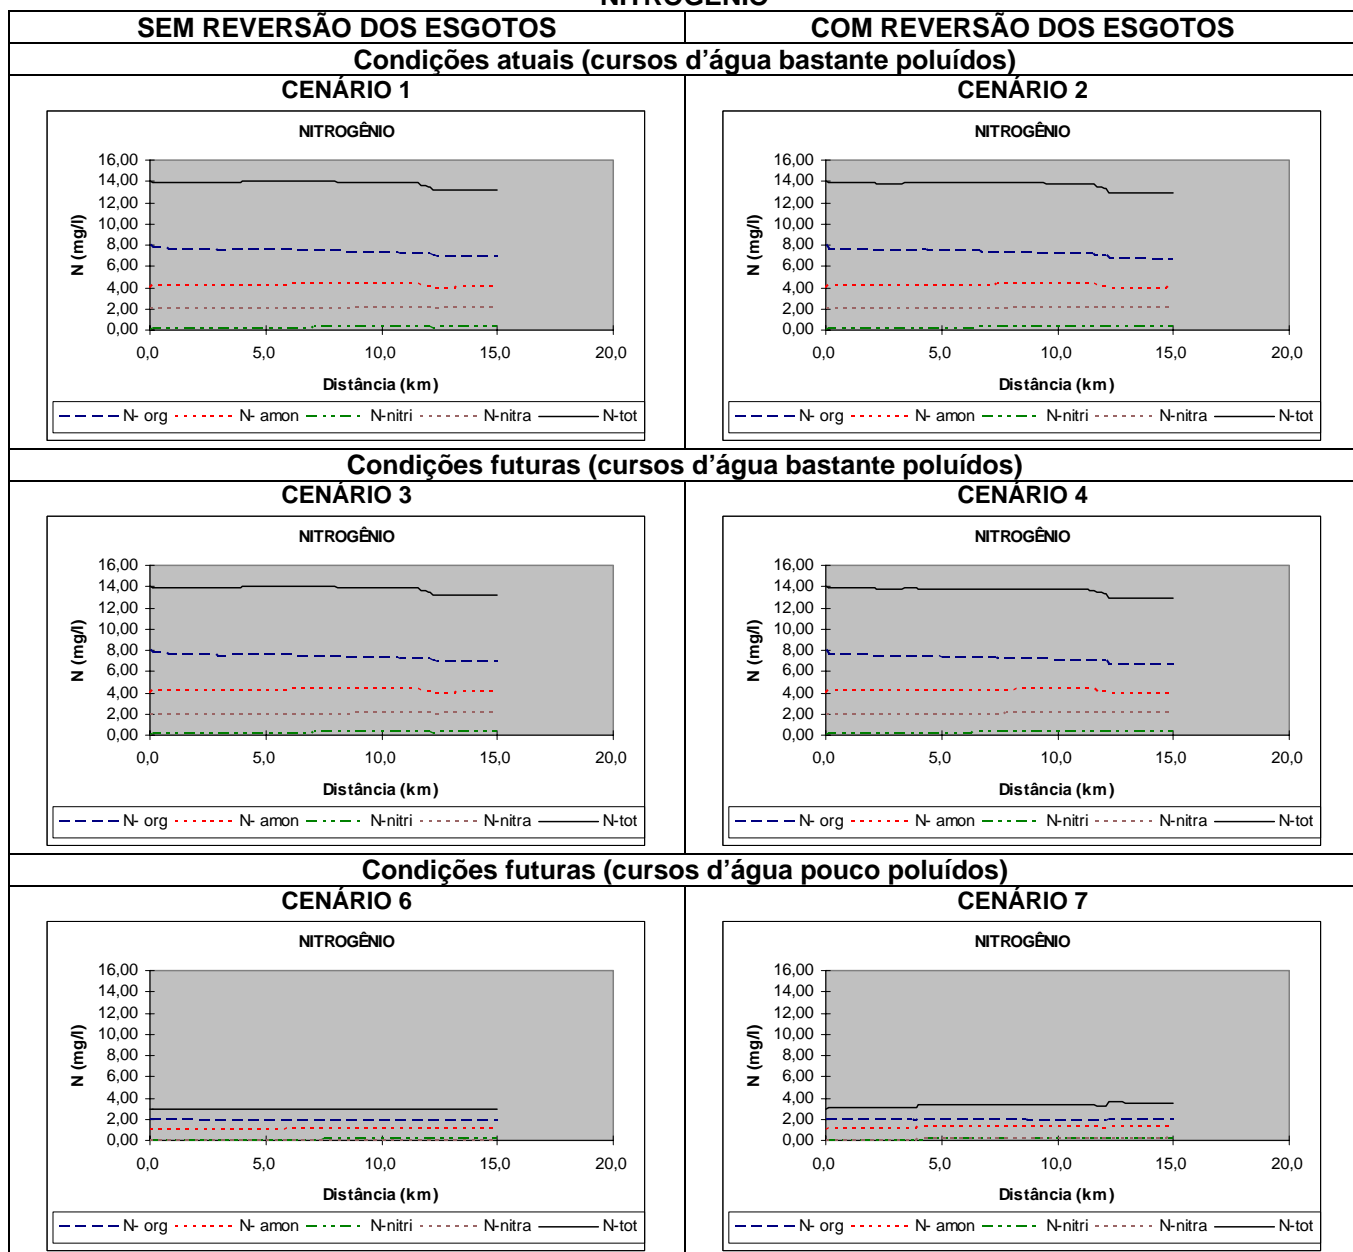 NITROGÊNIO
SEM REVERSÃO DOS ESGOTOS COM REVERSÃO DOS ESGOTOS
Condições atuais (cursos d'água bastante poluídos)
CENÁRIO 1 CENÁRIO 2
NITROGÊNIO
16,00
14,00
12,00
10,00
8,00
6,00
4,00
2,00
0,00
N (mg/l)
0,0 5,0 10,0 15,0 20,0
Distância (km)
N- org N- amon N-nitri N-nitra N-tot
NITROGÊNIO
16,00
14,00
12,00
10,00
8,00
6,00
4,00
2,00
0,00
N (mg/l)
0,0 5,0 10,0 15,0 20,0
Distância (km)
N- org N- amon N-nitri N-nitra N-tot
Condições futuras (cursos d'água bastante poluídos)
CENÁRIO 3 CENÁRIO 4
NITROGÊNIO
16,00
14,00
12,00
10,00
8,00
6,00
4,00
2,00
0,00
N (mg/l)
0,0 5,0 10,0 15,0 20,0
Distância (km)
N- org N- amon N-nitri N-nitra N-tot
NITROGÊNIO
16,00
14,00
12,00
10,00
8,00
6,00
4,00
2,00
0,00
N (mg/l)
0,0 5,0 10,0 15,0 20,0
Distância (km)
N- org N- amon N-nitri N-nitra N-tot
Condições futuras (cursos d'água pouco poluídos)
CENÁRIO 6 CENÁRIO 7
NITROGÊNIO
16,00
14,00
12,00
10,00
8,00
6,00
4,00
2,00
0,00
N (mg/l)
0,0 5,0 10,0 15,0 20,0
Distância (km)
N- org N- amon N-nitri N-nitra N-tot
NITROGÊNIO
16,00
14,00
12,00
10,00
8,00
6,00
4,00
2,00
0,00
N (mg/l)
0,0 5,0 10,0 15,0 20,0
Distância (km)
N- org N- amon N-nitri N-nitra N-tot